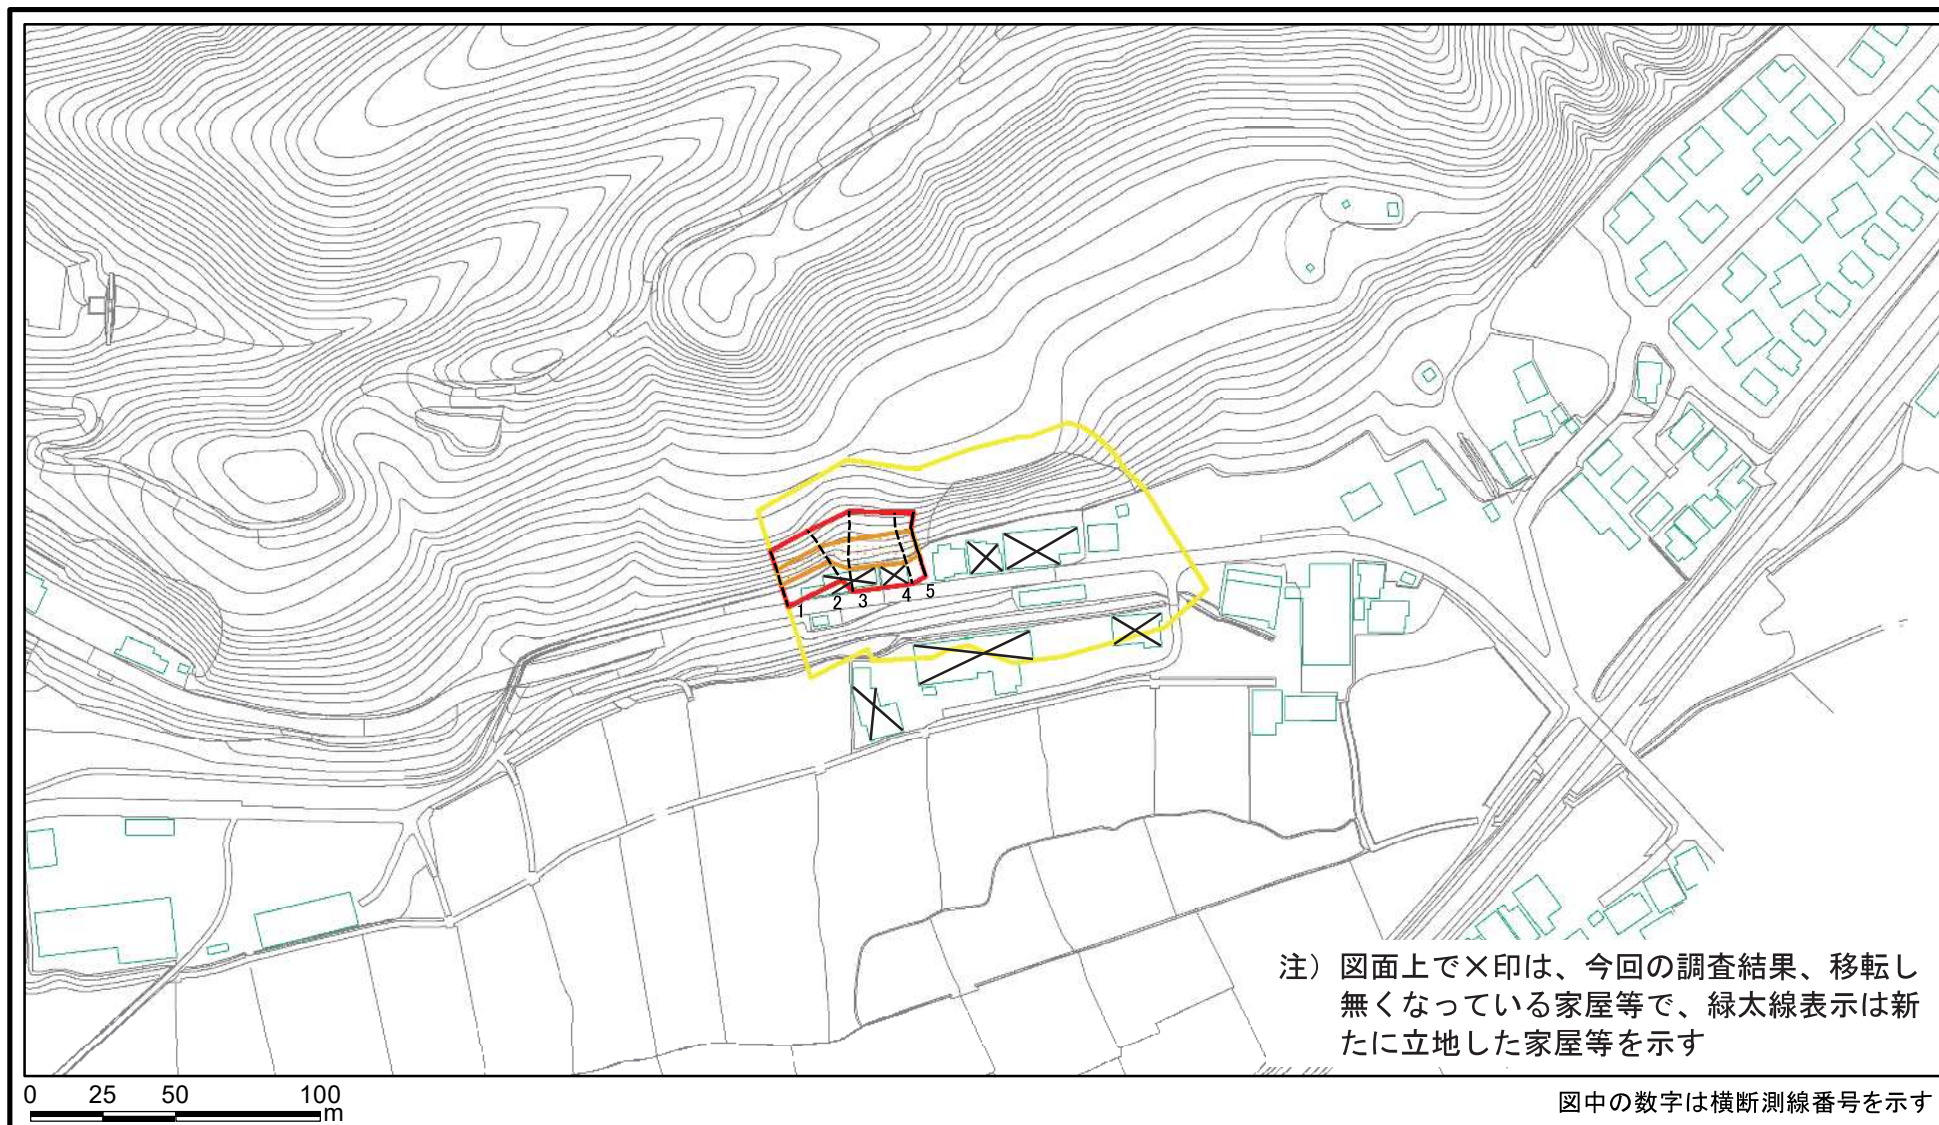 1 2 3 4 5
注）図面上で×印は、今回の調査結果、移転し
無くなっている家屋等で、緑太線表示は新
たに立地した家屋等を示す
0 25 50 100
m
図中の数字は横断測線番号を示す